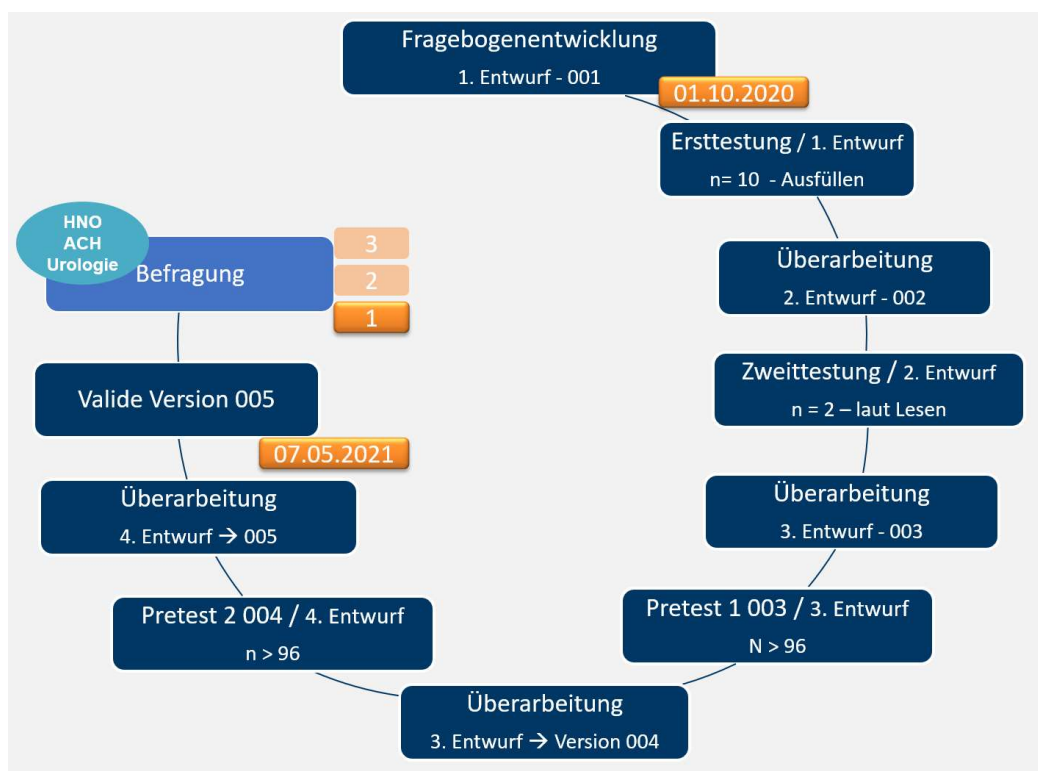 Fragebogenentwicklung
1. Entwurf - 001
01.10.2020
Ersttestung / 1. Entwurf
n= 10 - Ausfüllen
Überarbeitung
2. Entwurf - 002
Zweittestung / 2. Entwurf
n = 2 – laut Lesen
Überarbeitung
3. Entwurf - 003
Pretest 1 003 / 3. Entwurf
N > 96
Überarbeitung
3. Entwurf → Version 004
Pretest 2 004 / 4. Entwurf
n > 96
Überarbeitung
4. Entwurf → 005
07.05.2021
Valide Version 005
Befragung
HNO
ACH
Urologie
3
2
1